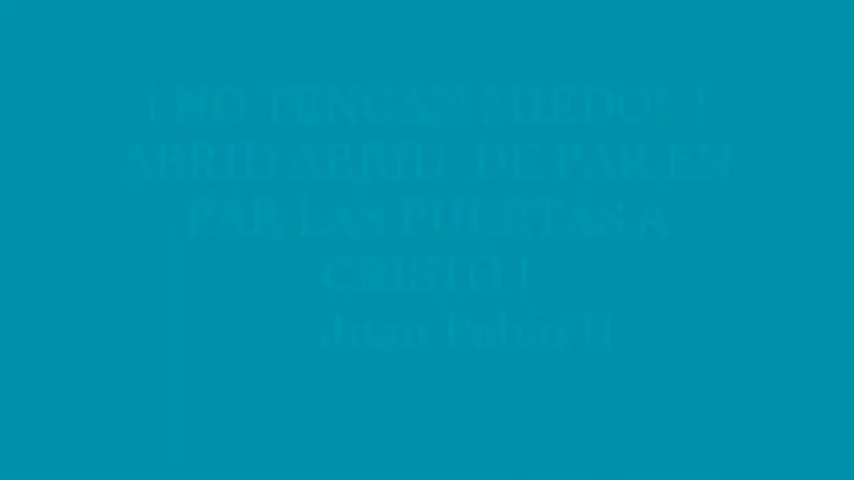 ¡ NO TENGAN MIEDO! ¡
ABRID ABRID DE PAR EN
PAR LAS PUERTAS A
CRISTO !
Juan Pablo II